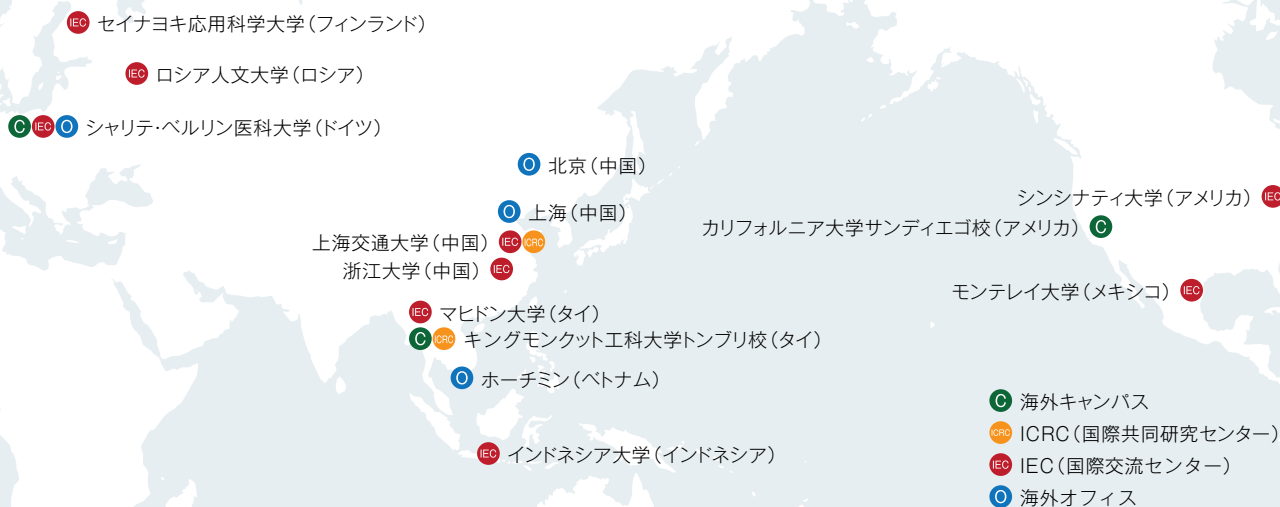 IEC セイナヨキ応用科学大学(フィンランド)
IEC ロシア人文大学(ロシア)
C IEC O シャリテ・ベルリン医科大学(ドイツ)
O 北京(中国)
シンシナティ大学(アメリカ) IEC
O 上海(中国)
カリフォルニア大学サンディエゴ校(アメリカ) C
上海交通大学(中国) IEC ICRC
浙江大学(中国) IEC
モンテレイ大学(メキシコ) IEC
IEC マヒドン大学(タイ)
C ICRC キングモンクット工科大学トンブリ校(タイ)
O ホーチミン(ベトナム)
IEC インドネシア大学(インドネシア)
C 海外キャンパス
ICRC ICRC(国際共同研究センター)
IEC IEC(国際交流センター)
O 海外オフィス